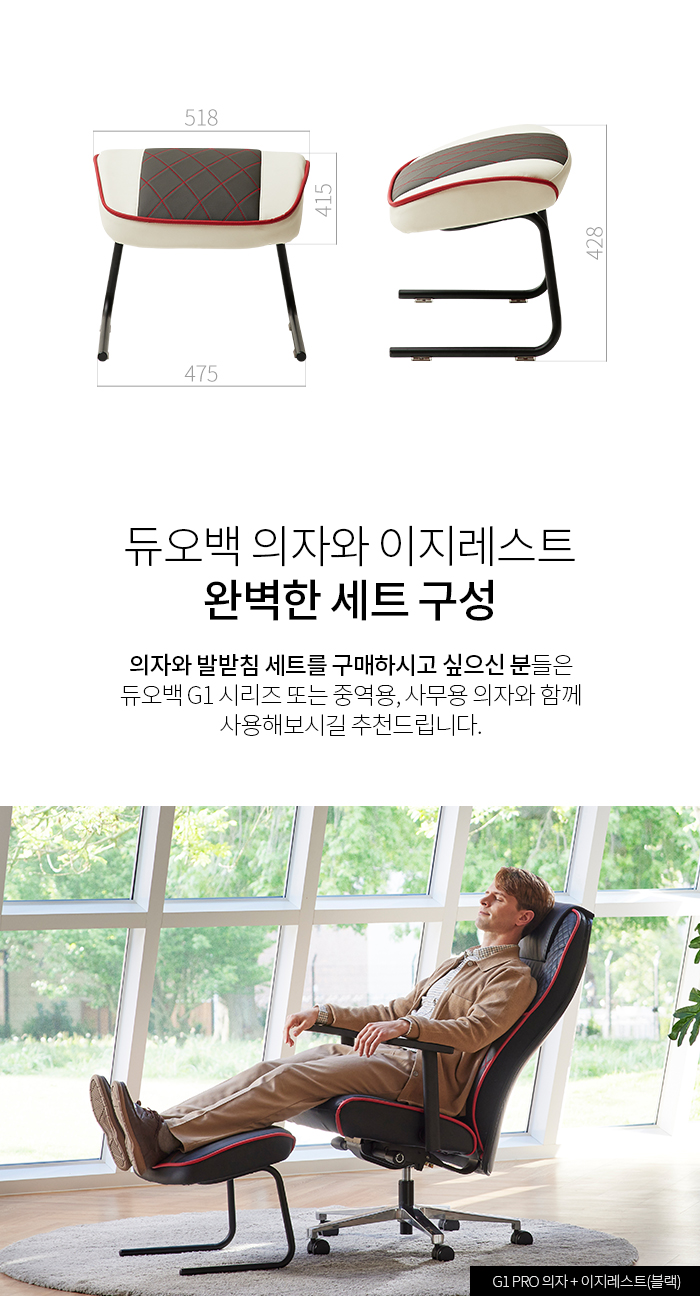 518
415
428
475
듀오백 의자와 이지레스트
완벽한 세트 구성
의자와 발받침 세트를 구매하시고 싶으신 분들은
듀오백 G1 시리즈 또는 중역용, 사무용 의자와 함께
사용해보시길 추천드립니다.
G1 PRO 의자 + 이지레스트(블랙)